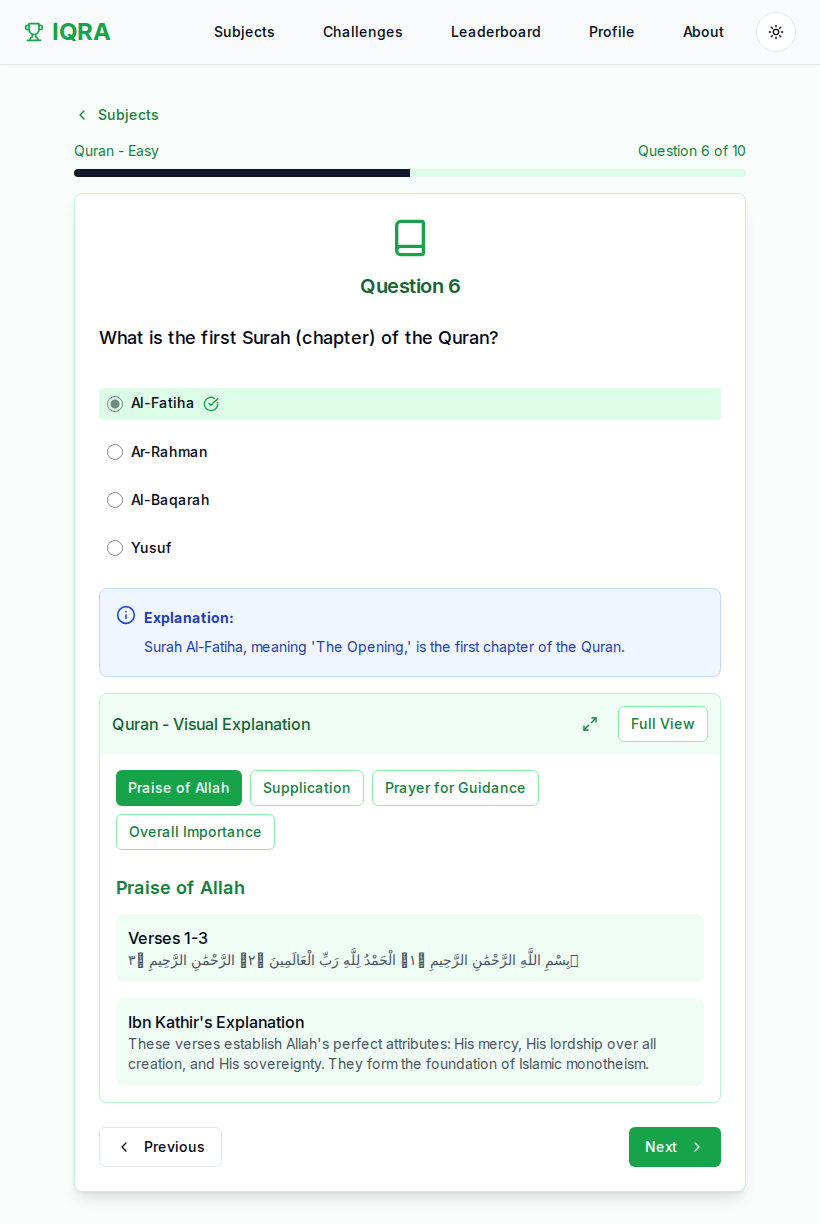 IQRA
Subjects
Challenges
Leaderboard
Profile
About
Subjects
Quran - Easy
Question 6 of 10
Question 6
What is the first Surah (chapter) of the Quran?
Al-Fatiha
Ar-Rahman
Al-Baqarah
Yusuf
Explanation:
Surah Al-Fatiha, meaning 'The Opening,' is the first chapter of the Quran.
Quran - Visual Explanation
Full View
Praise of Allah
Supplication
Prayer for Guidance
Overall Importance
Praise of Allah
Verses 1-3
بِسْمِ اللَّهِ الرَّحْمَٰنِ الرَّحِيمِ ١ الْحَمْدُ لِلَّهِ رَبِّ الْعَالَمِينَ ٢ الرَّحْمَٰنِ الرَّحِيمِ ٣
Ibn Kathir's Explanation
These verses establish Allah's perfect attributes: His mercy, His lordship over all
creation, and His sovereignty. They form the foundation of Islamic monotheism.
Previous
Next